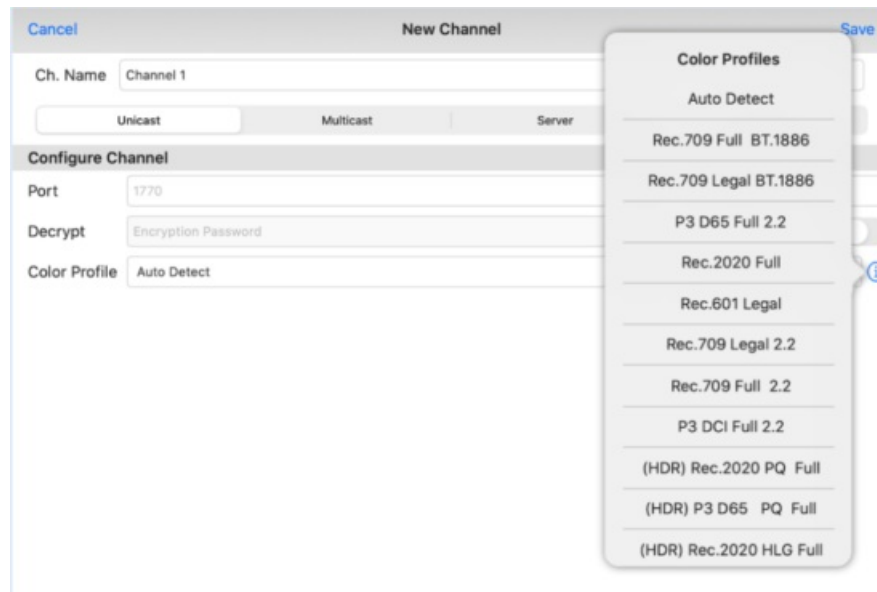 Cancel
New Channel
Save
Ch. Name
Channel 1
Unicast
Multicast
Server
Configure Channel
Port
1770
Decrypt
Encryption Password
Color Profile
Auto Detect
Color Profiles
Auto Detect
Rec.709 Full BT.1886
Rec.709 Legal BT.1886
P3 D65 Full 2.2
Rec.2020 Full
Rec.601 Legal
Rec.709 Legal 2.2
Rec.709 Full 2.2
P3 DCI Full 2.2
(HDR) Rec.2020 PQ Full
(HDR) P3 D65 PQ Full
(HDR) Rec.2020 HLG Full